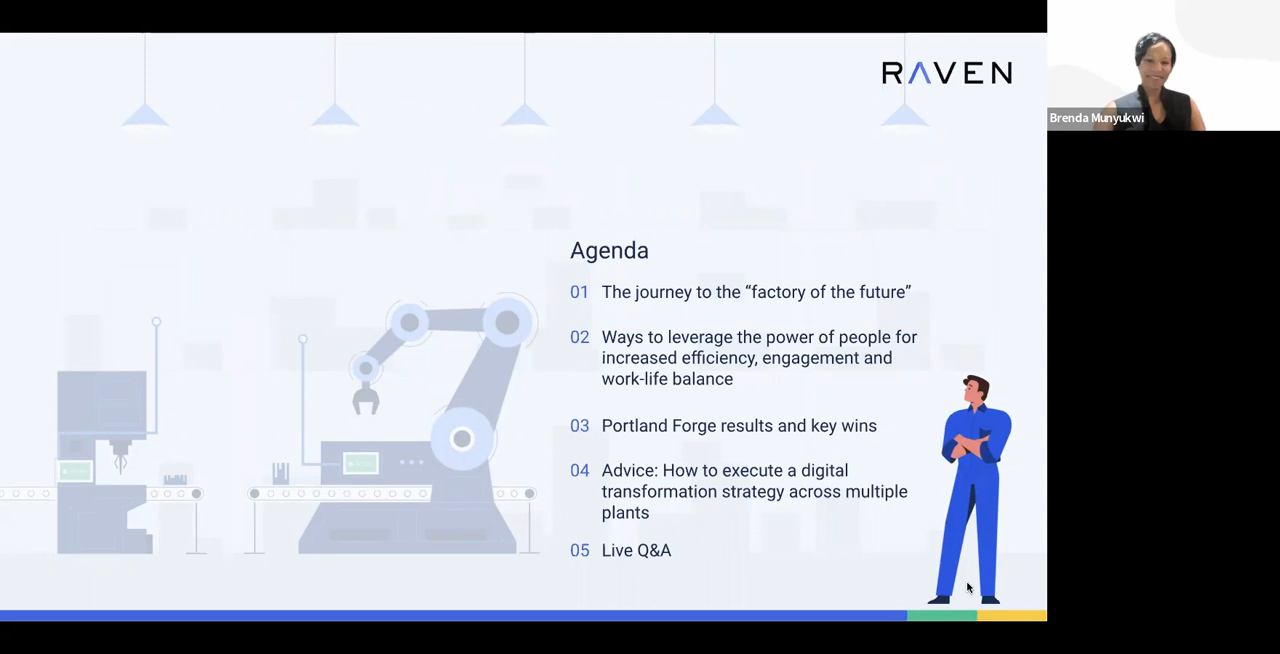 RAVEN
Brenda Munyukwi
Agenda
01 The journey to the “factory of the future”
02 Ways to leverage the power of people for
increased efficiency, engagement and
work-life balance
03 Portland Forge results and key wins
04 Advice: How to execute a digital
transformation strategy across multiple
plants
05 Live Q&A